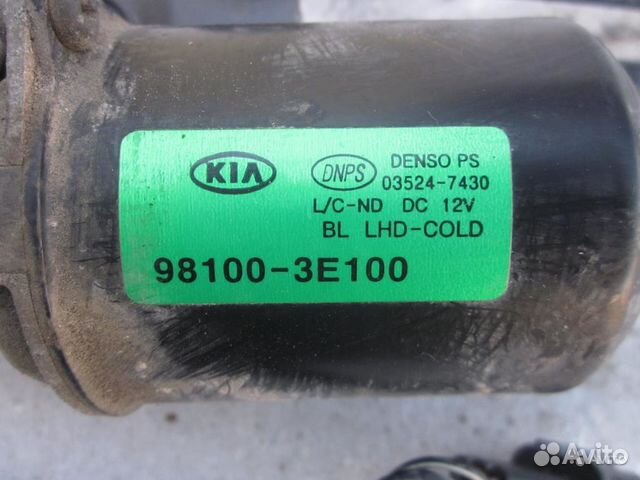 KIA
DNPS
DENSO PS
03524-7430
L/C-ND DC 12V
BL LHD-COLD
98100-3E100
Avito